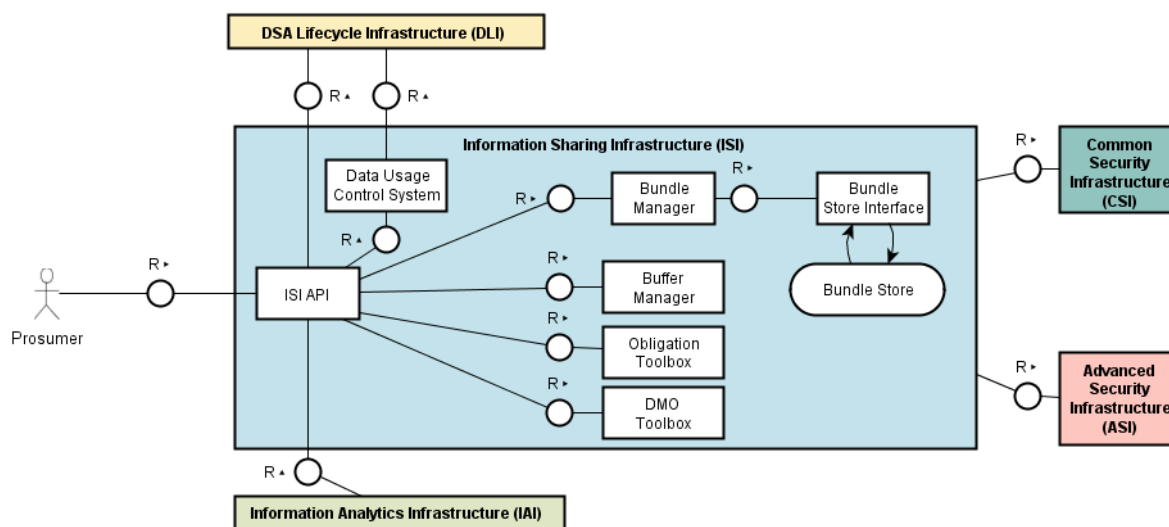 DSA Lifecycle Infrastructure (DLI)
R ▲
R ▲
Information Sharing Infrastructure (ISI)
R ►
Common
Security
Infrastructure
(CSI)
Data Usage
Control System
R ►
Bundle
Manager
R ►
Bundle
Store Interface
R ▲
R ►
Prosumer
ISI API
R ►
Buffer
Manager
Bundle Store
R ►
Obligation
Toolbox
R ►
DMO
Toolbox
R ►
Advanced
Security
Infrastructure
(ASI)
R ▲
Information Analytics Infrastructure (IAI)